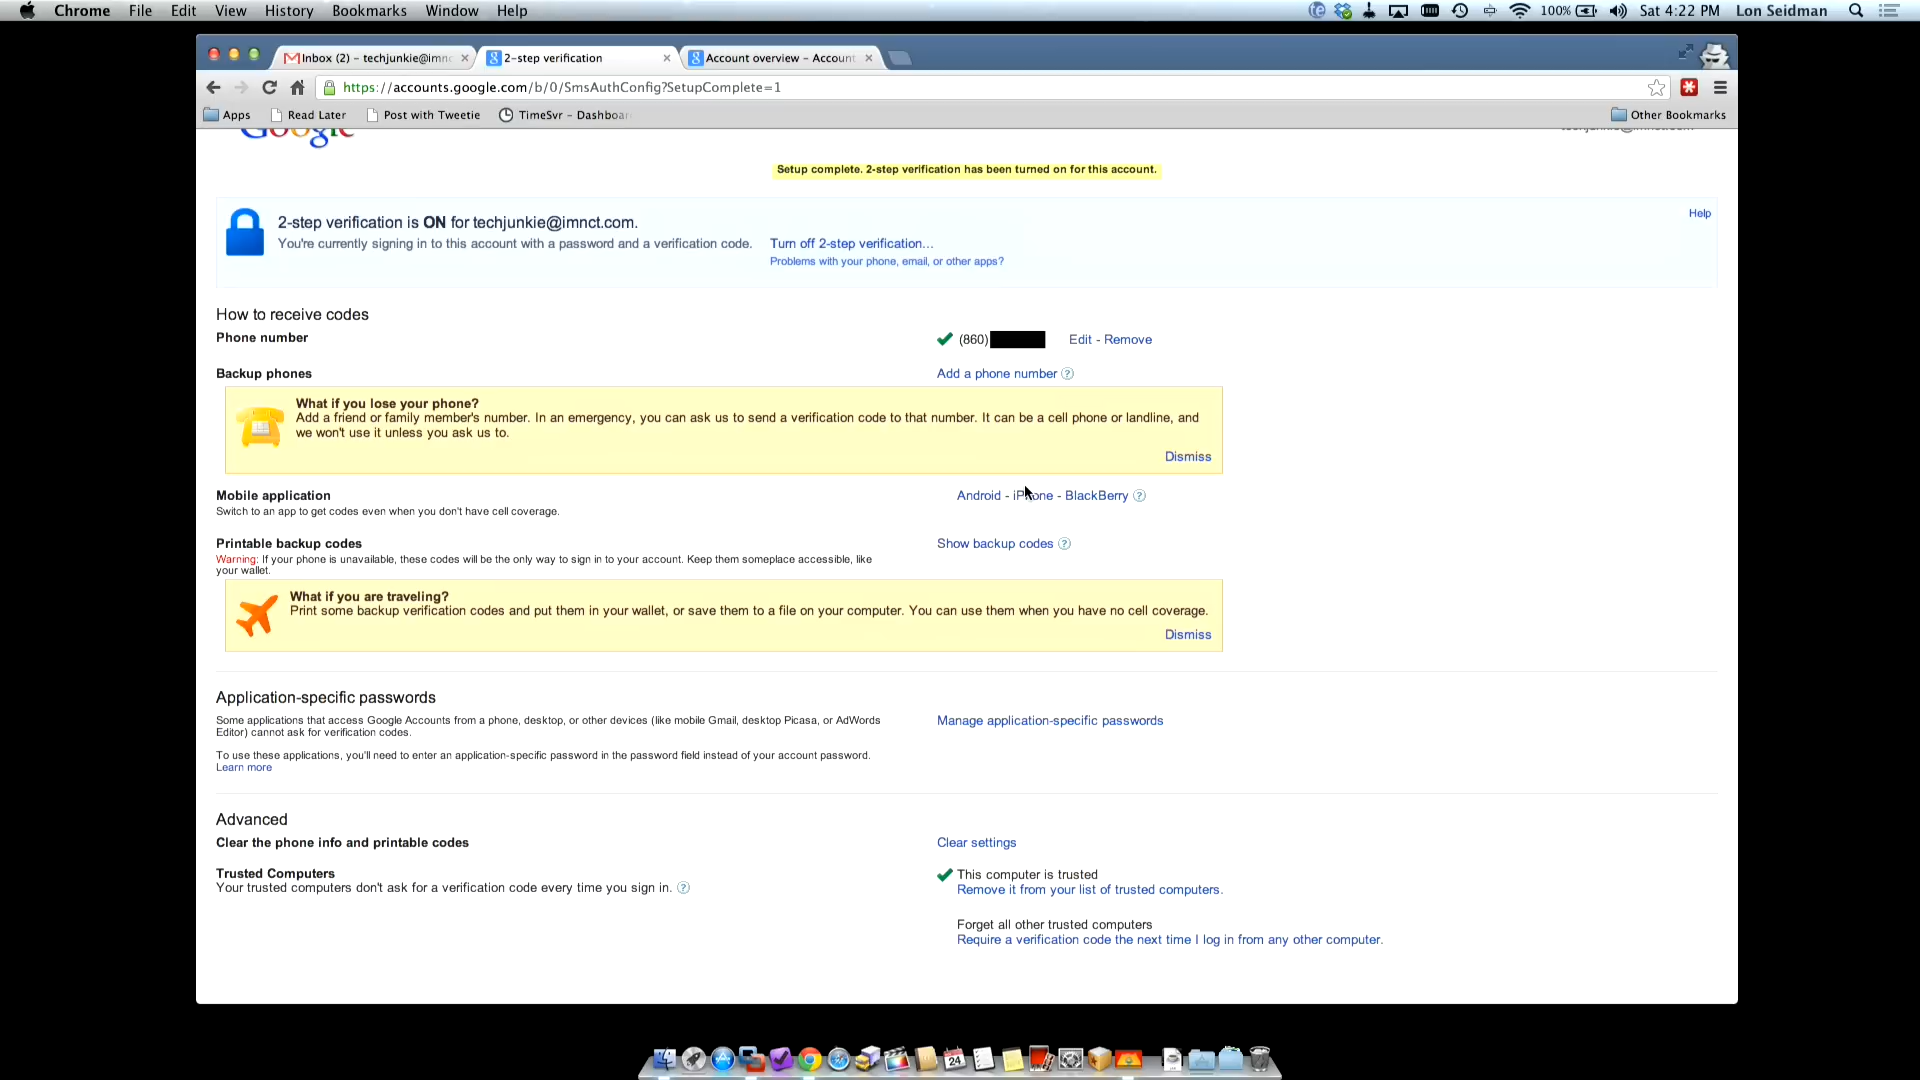 Chrome File Edit View History Bookmarks Window Help 100% Sat 4:22 PM Lon Seidman
Inbox (2) – techjunkie@imnc 2-step verification Account overview – Account
https://accounts.google.com/b/0/SmsAuthConfig?SetupComplete=1
Apps Read Later Post with Tweetie TimeSvr – Dashboar Other Bookmarks
Google
Setup complete. 2-step verification has been turned on for this account.
2-step verification is ON for techjunkie@imnct.com.
Help
You're currently signing in to this account with a password and a verification code. Turn off 2-step verification...
Problems with your phone, email, or other apps?
How to receive codes
Phone number (860) Edit - Remove
Backup phones Add a phone number ?
What if you lose your phone?
Add a friend or family member's number. In an emergency, you can ask us to send a verification code to that number. It can be a cell phone or landline, and
we won't use it unless you ask us to.
Dismiss
Mobile application Android - iPhone - BlackBerry ?
Switch to an app to get codes even when you don't have cell coverage.
Printable backup codes Show backup codes ?
Warning: If your phone is unavailable, these codes will be the only way to sign in to your account. Keep them someplace accessible, like
your wallet.
What if you are traveling?
Print some backup verification codes and put them in your wallet, or save them to a file on your computer. You can use them when you have no cell coverage.
Dismiss
Application-specific passwords
Some applications that access Google Accounts from a phone, desktop, or other devices (like mobile Gmail, desktop Picasa, or AdWords Manage application-specific passwords
Editor) cannot ask for verification codes.
To use these applications, you'll need to enter an application-specific password in the password field instead of your account password.
Learn more
Advanced
Clear the phone info and printable codes Clear settings
Trusted Computers This computer is trusted
Your trusted computers don't ask for a verification code every time you sign in. ? Remove it from your list of trusted computers.
Forget all other trusted computers
Require a verification code the next time I log in from any other computer.
24